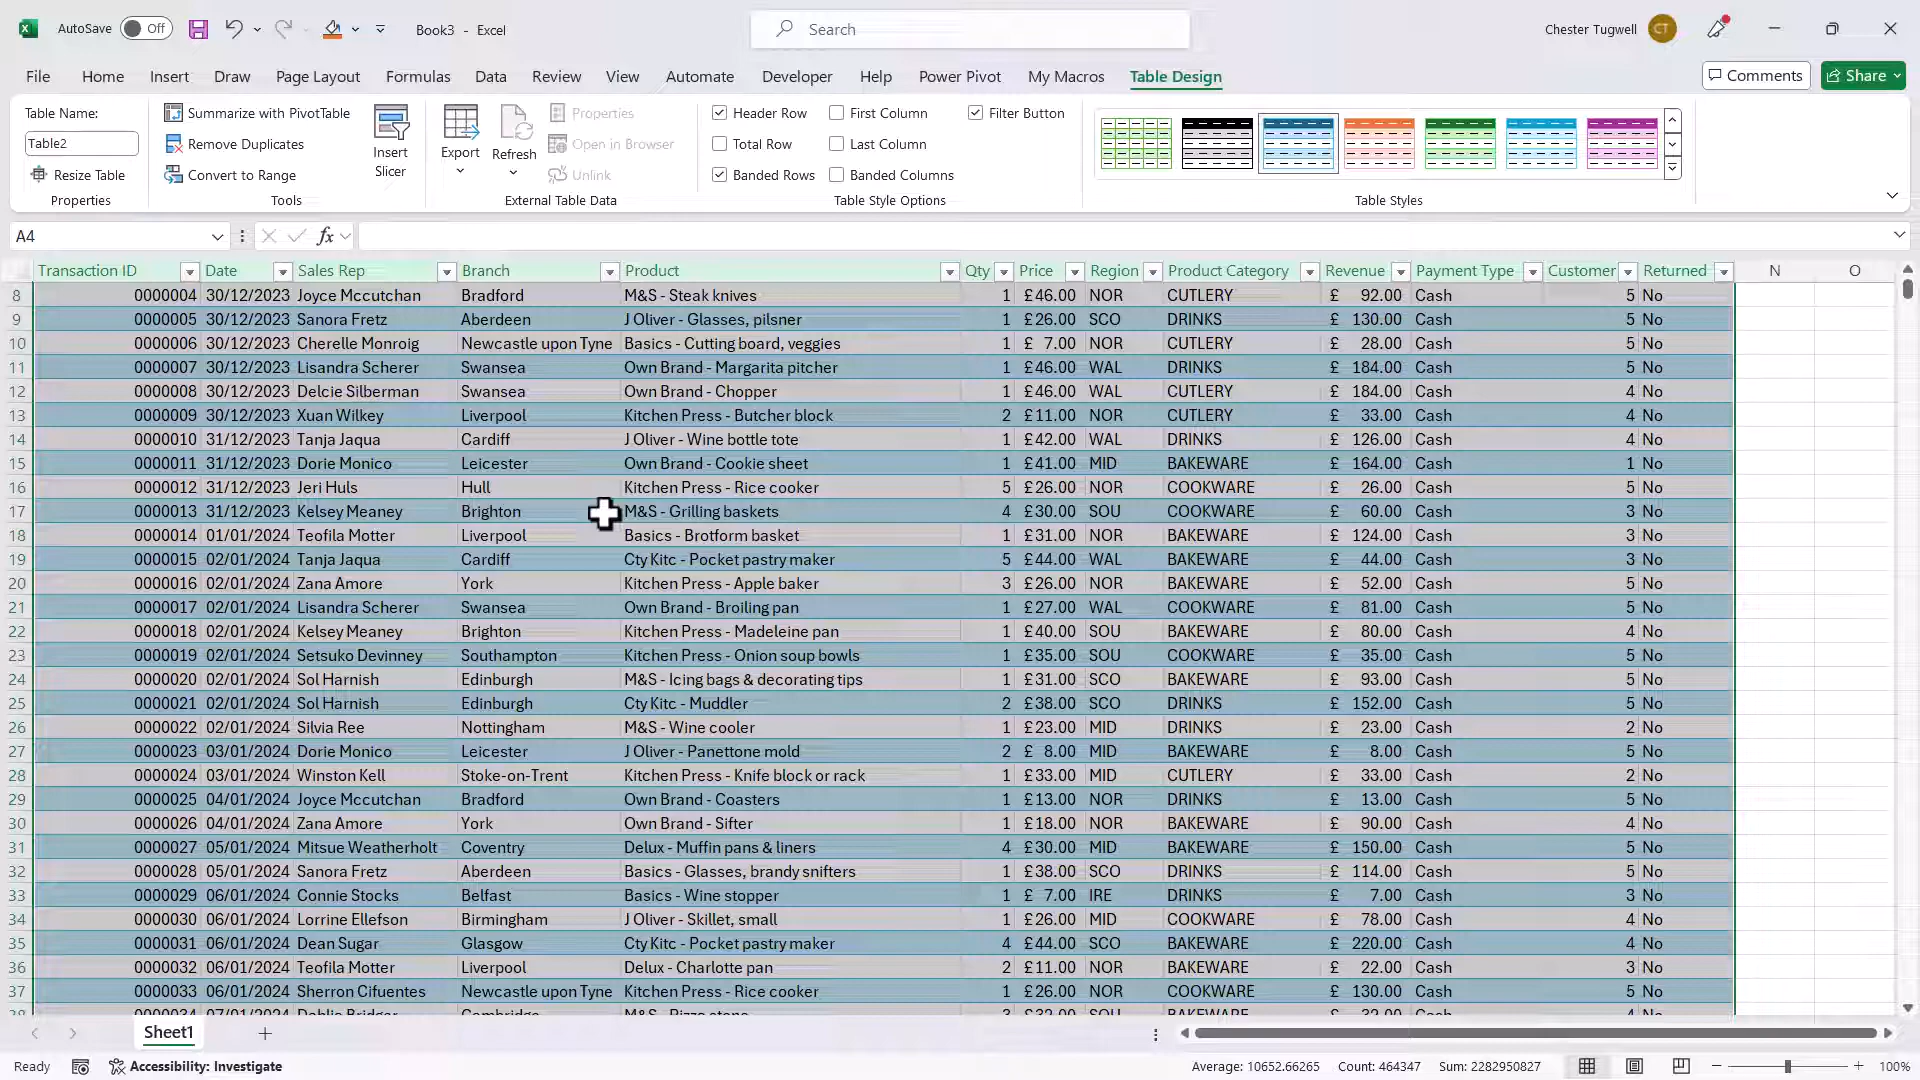 AutoSave Off Book3 - Excel Search Chester Tugwell CT
File Home Insert Draw Page Layout Formulas Data Review View Automate Developer Help Power Pivot My Macros Table Design Comments Share
Table Name: Summarize with PivotTable Properties Header Row First Column Filter Button
Table2 Remove Duplicates Insert Slicer Export Refresh Open in Browser Total Row Last Column
Resize Table Convert to Range Unlink Banded Rows Banded Columns
Properties Tools External Table Data Table Style Options Table Styles
A4 fx
Transaction ID Date Sales Rep Branch Product Qty Price Region Product Category Revenue Payment Type Customer Returned N O
8 0000004 30/12/2023 Joyce Mccutchan Bradford M&S - Steak knives 1 £46.00 NOR CUTLERY £ 92.00 Cash 5 No
9 0000005 30/12/2023 Sanora Fretz Aberdeen J Oliver - Glasses, pilsner 1 £26.00 SCO DRINKS £ 130.00 Cash 5 No
10 0000006 30/12/2023 Cherelle Monroig Newcastle upon Tyne Basics - Cutting board, veggies 1 £ 7.00 NOR CUTLERY £ 28.00 Cash 5 No
11 0000007 30/12/2023 Lisandra Scherer Swansea Own Brand - Margarita pitcher 1 £46.00 WAL DRINKS £ 184.00 Cash 5 No
12 0000008 30/12/2023 Delcie Silberman Swansea Own Brand - Chopper 1 £46.00 WAL CUTLERY £ 184.00 Cash 4 No
13 0000009 30/12/2023 Xuan Wilkey Liverpool Kitchen Press - Butcher block 2 £11.00 NOR CUTLERY £ 33.00 Cash 4 No
14 0000010 31/12/2023 Tanja Jaqua Cardiff J Oliver - Wine bottle tote 1 £42.00 WAL DRINKS £ 126.00 Cash 4 No
15 0000011 31/12/2023 Dorie Monico Leicester Own Brand - Cookie sheet 1 £41.00 MID BAKEWARE £ 164.00 Cash 1 No
16 0000012 31/12/2023 Jeri Huls Hull Kitchen Press - Rice cooker 5 £26.00 NOR COOKWARE £ 26.00 Cash 5 No
17 0000013 31/12/2023 Kelsey Meaney Brighton M&S - Grilling baskets 4 £30.00 SOU COOKWARE £ 60.00 Cash 3 No
18 0000014 01/01/2024 Teofila Motter Liverpool Basics - Brotform basket 1 £31.00 NOR BAKEWARE £ 124.00 Cash 3 No
19 0000015 02/01/2024 Tanja Jaqua Cardiff Cty Kitc - Pocket pastry maker 5 £44.00 WAL BAKEWARE £ 44.00 Cash 3 No
20 0000016 02/01/2024 Zana Amore York Kitchen Press - Apple baker 3 £26.00 NOR BAKEWARE £ 52.00 Cash 5 No
21 0000017 02/01/2024 Lisandra Scherer Swansea Own Brand - Broiling pan 1 £27.00 WAL COOKWARE £ 81.00 Cash 5 No
22 0000018 02/01/2024 Kelsey Meaney Brighton Kitchen Press - Madeleine pan 1 £40.00 SOU BAKEWARE £ 80.00 Cash 4 No
23 0000019 02/01/2024 Setsuko Devinney Southampton Kitchen Press - Onion soup bowls 1 £35.00 SOU COOKWARE £ 35.00 Cash 5 No
24 0000020 02/01/2024 Sol Harnish Edinburgh M&S - Icing bags & decorating tips 1 £31.00 SCO BAKEWARE £ 93.00 Cash 5 No
25 0000021 02/01/2024 Sol Harnish Edinburgh Cty Kitc - Muddler 2 £38.00 SCO DRINKS £ 152.00 Cash 5 No
26 0000022 02/01/2024 Silvia Ree Nottingham M&S - Wine cooler 1 £23.00 MID DRINKS £ 23.00 Cash 2 No
27 0000023 03/01/2024 Dorie Monico Leicester J Oliver - Panettone mold 2 £ 8.00 MID BAKEWARE £ 8.00 Cash 5 No
28 0000024 03/01/2024 Winston Kell Stoke-on-Trent Kitchen Press - Knife block or rack 1 £33.00 MID CUTLERY £ 33.00 Cash 2 No
29 0000025 04/01/2024 Joyce Mccutchan Bradford Own Brand - Coasters 1 £13.00 NOR DRINKS £ 13.00 Cash 5 No
30 0000026 04/01/2024 Zana Amore York Own Brand - Sifter 1 £18.00 NOR BAKEWARE £ 90.00 Cash 4 No
31 0000027 05/01/2024 Mitsue Weatherholt Coventry Delux - Muffin pans & liners 4 £30.00 MID BAKEWARE £ 150.00 Cash 5 No
32 0000028 05/01/2024 Sanora Fretz Aberdeen Basics - Glasses, brandy snifters 1 £38.00 SCO DRINKS £ 114.00 Cash 5 No
33 0000029 06/01/2024 Connie Stocks Belfast Basics - Wine stopper 1 £ 7.00 IRE DRINKS £ 7.00 Cash 3 No
34 0000030 06/01/2024 Lorrine Ellefson Birmingham J Oliver - Skillet, small 1 £26.00 MID COOKWARE £ 78.00 Cash 4 No
35 0000031 06/01/2024 Dean Sugar Glasgow Cty Kitc - Pocket pastry maker 4 £44.00 SCO BAKEWARE £ 220.00 Cash 4 No
36 0000032 06/01/2024 Teofila Motter Liverpool Delux - Charlotte pan 2 £11.00 NOR BAKEWARE £ 22.00 Cash 3 No
37 0000033 06/01/2024 Sherron Cifuentes Newcastle upon Tyne Kitchen Press - Rice cooker 1 £26.00 NOR COOKWARE £ 130.00 Cash 5 No
Sheet1
Ready Accessibility: Investigate Average: 10652.66265 Count: 464347 Sum: 2282950827 100%